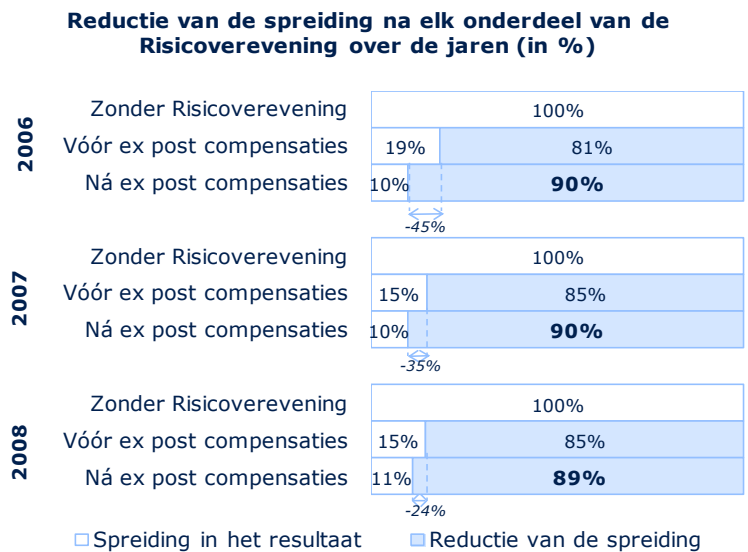 Reductie van de spreiding na elk onderdeel van de
Risicoverevening over de jaren (in %)
2006
Zonder Risicoverevening 100%
Vóór ex post compensaties 19% 81%
Ná ex post compensaties 10% 90%
-45%
2007
Zonder Risicoverevening 100%
Vóór ex post compensaties 15% 85%
Ná ex post compensaties 10% 90%
-35%
2008
Zonder Risicoverevening 100%
Vóór ex post compensaties 15% 85%
Ná ex post compensaties 11% 89%
-24%
Spreiding in het resultaat Reductie van de spreiding